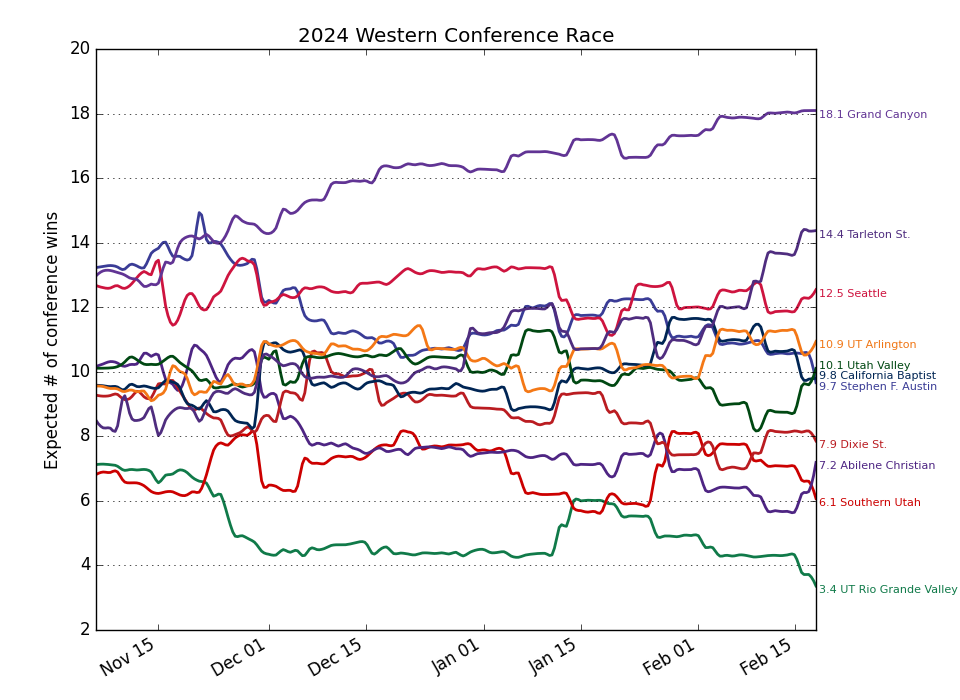 2024 Western Conference Race
Expected # of conference wins
20
18
16
14
12
10
8
6
4
2
Nov 15
Dec 01
Dec 15
Jan 01
Jan 15
Feb 01
Feb 15
18.1 Grand Canyon
14.4 Tarleton St.
12.5 Seattle
10.9 UT Arlington
10.1 Utah Valley
9.8 California Baptist
9.7 Stephen F. Austin
7.9 Dixie St.
7.2 Abilene Christian
6.1 Southern Utah
3.4 UT Rio Grande Valley